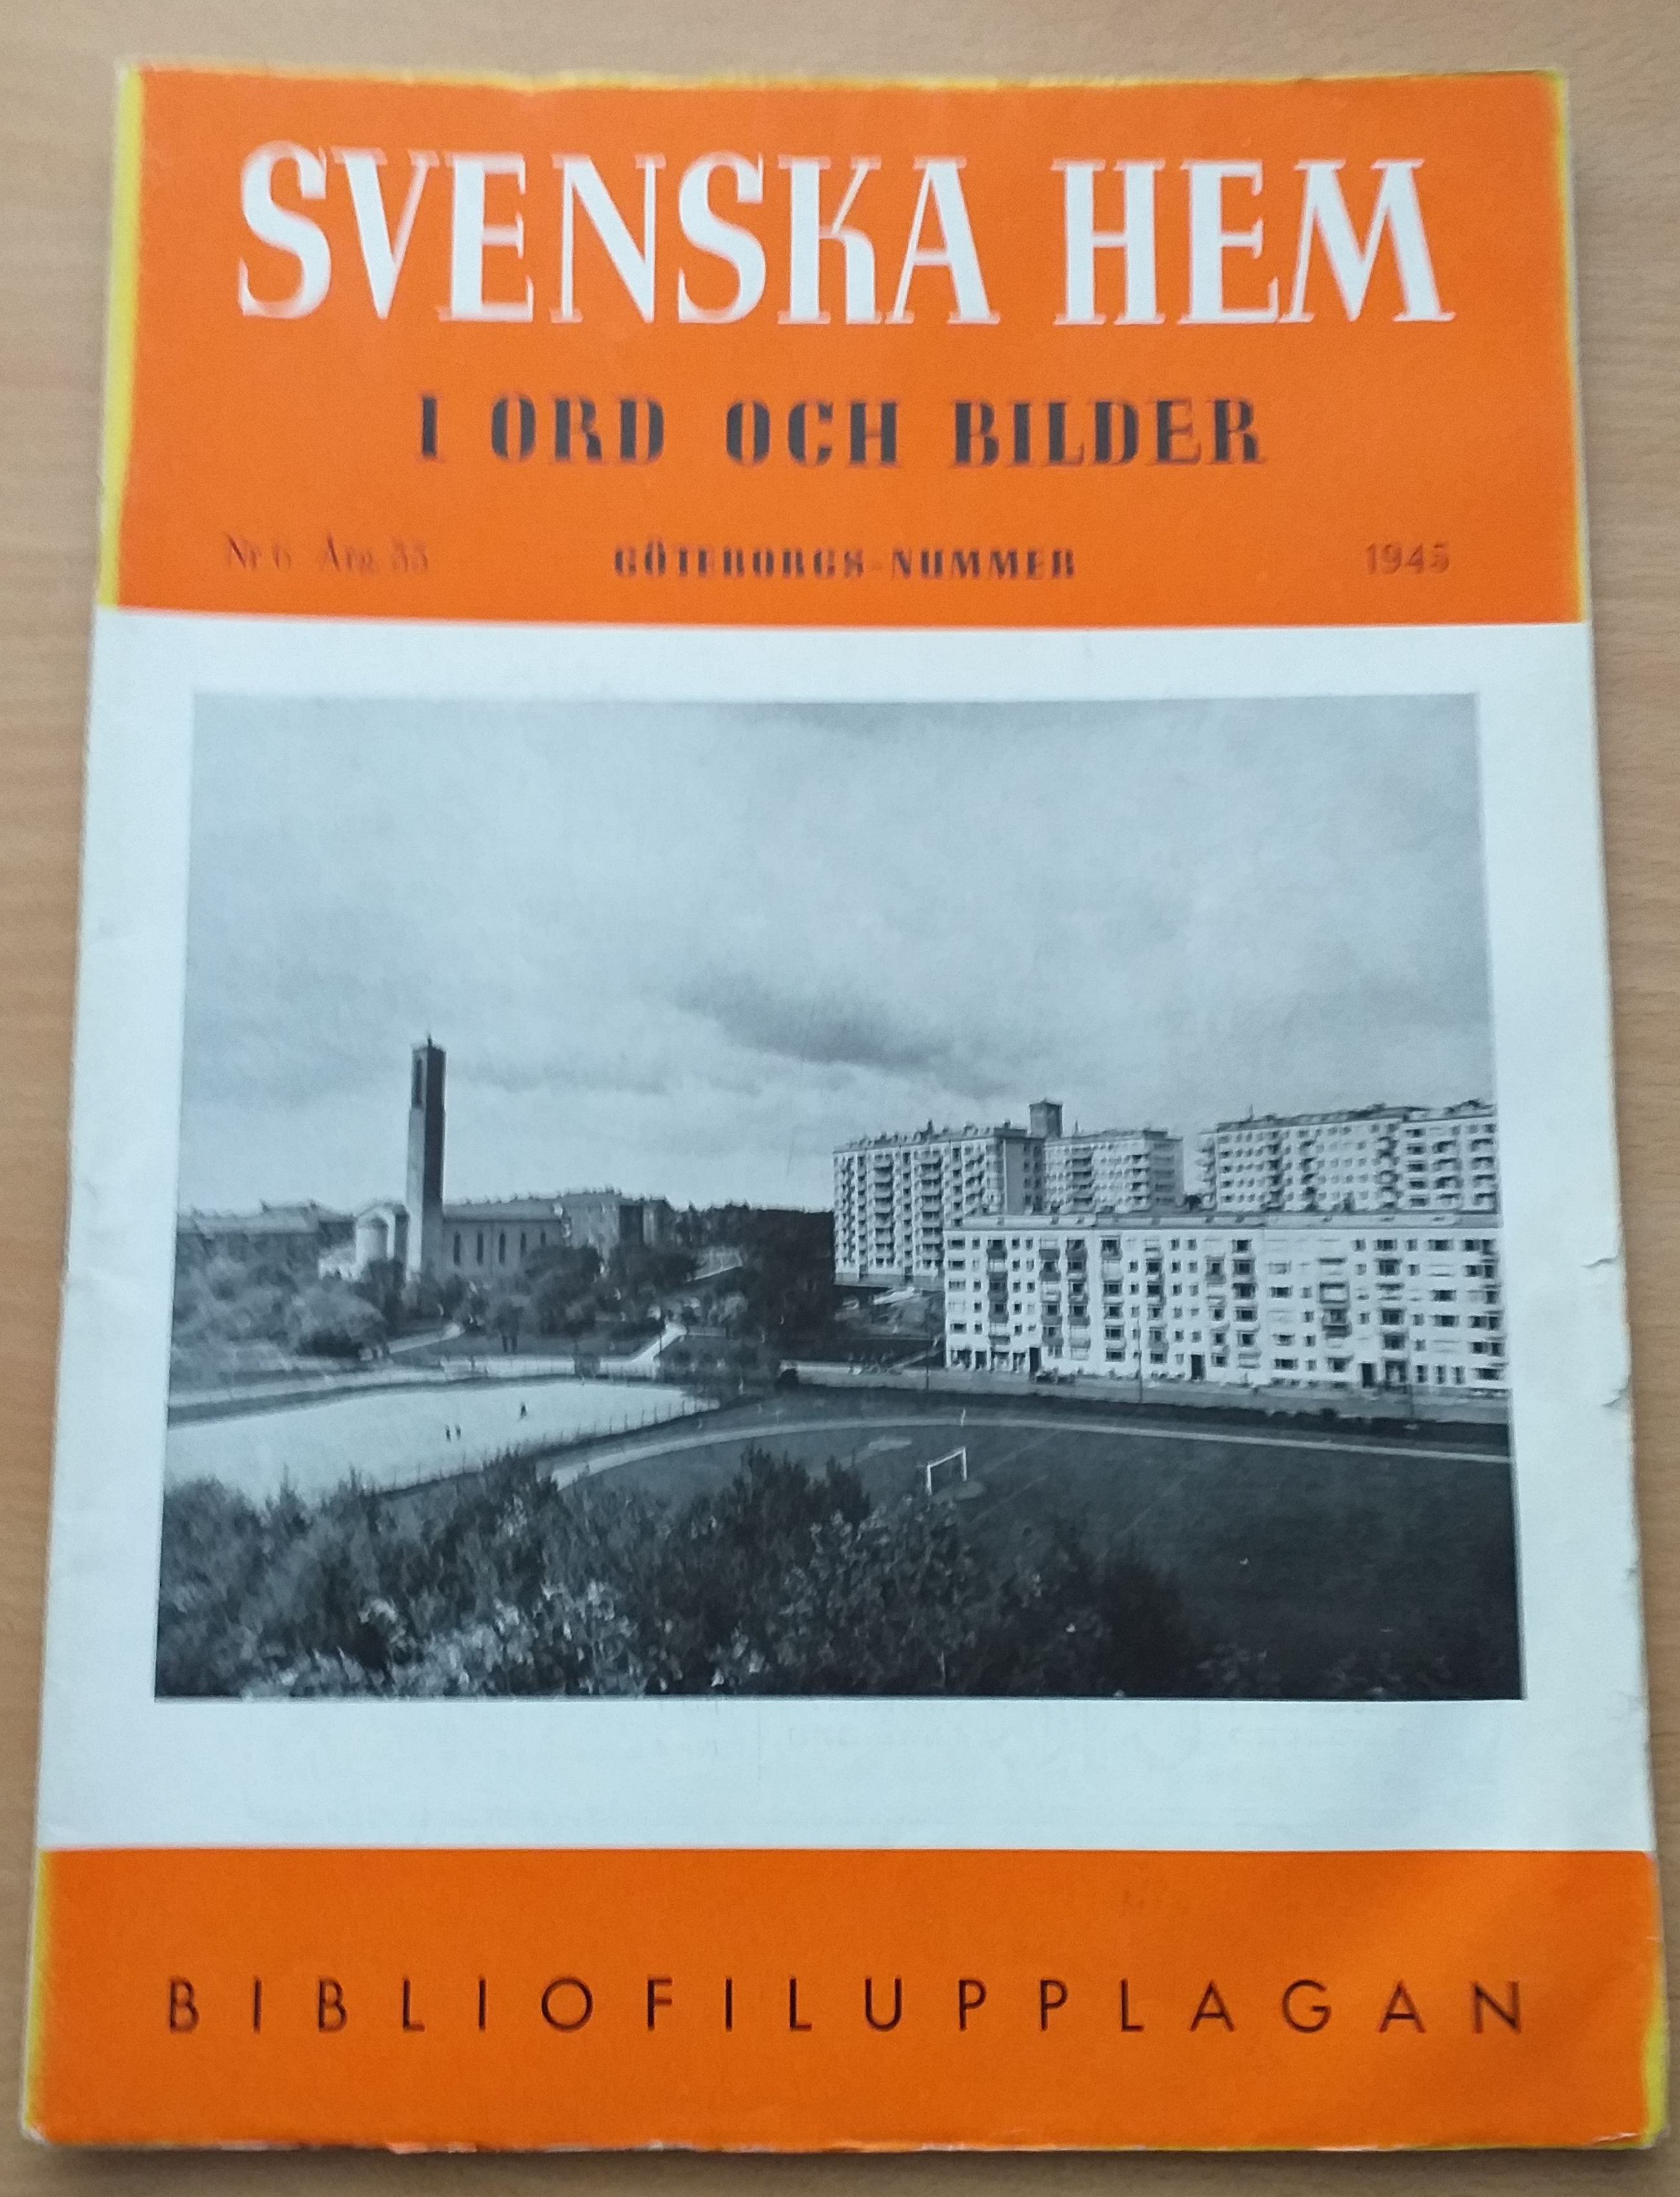 SVENSKA HEM
I ORD OCH BILDER
Nr 6 Årg. 33 GÖTEBORGS-NUMMER 1945
BIBLIOFILUPPLAGAN